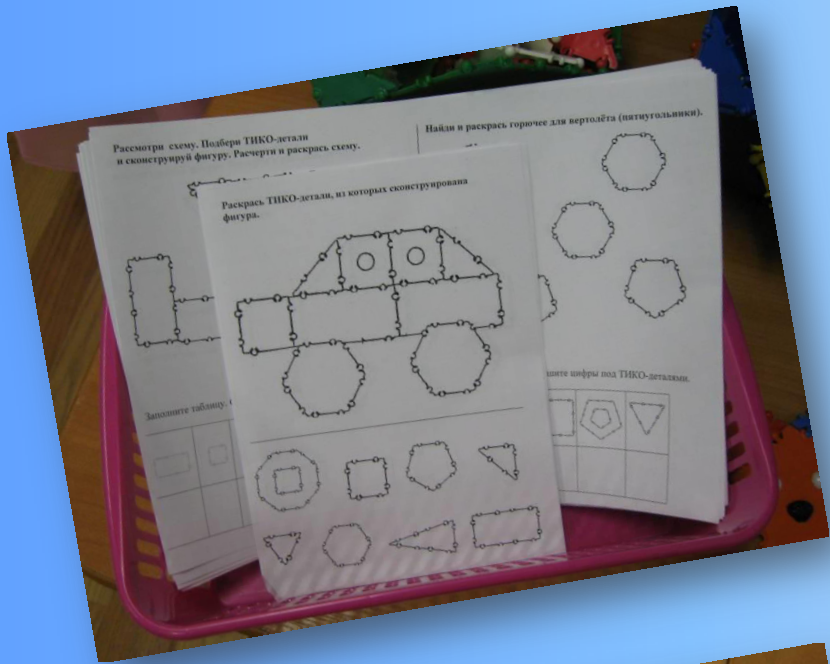 Рассмотри схему. Подбери ТИКО-детали
и сконструируй фигуру. Расчерти и раскрась схему.
Найди и раскрась горючее для вертолёта (пятиугольники).
Раскрась ТИКО-детали, из которых сконструирована
фигура.
Заполните таблицу.
шите цифры под ТИКО-деталями.